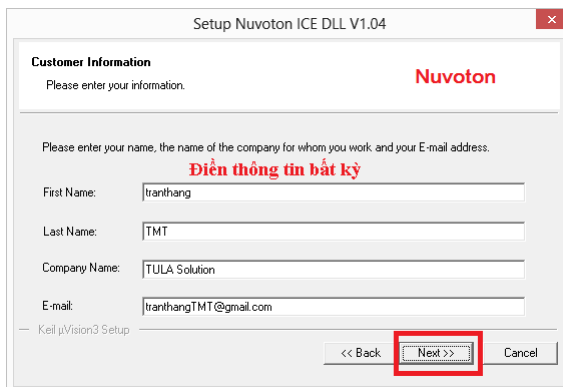 Setup Nuvoton ICE DLL V1.04
Customer Information
Please enter your information.
Nuvoton
Please enter your name, the name of the company for whom you work and your E-mail address.
Điền thông tin bất kỳ
First Name: tranthang
Last Name: TMT
Company Name: TULA Solution
E-mail: tranthangTMT@gmail.com
Keil µVision3 Setup
<< Back Next >> Cancel